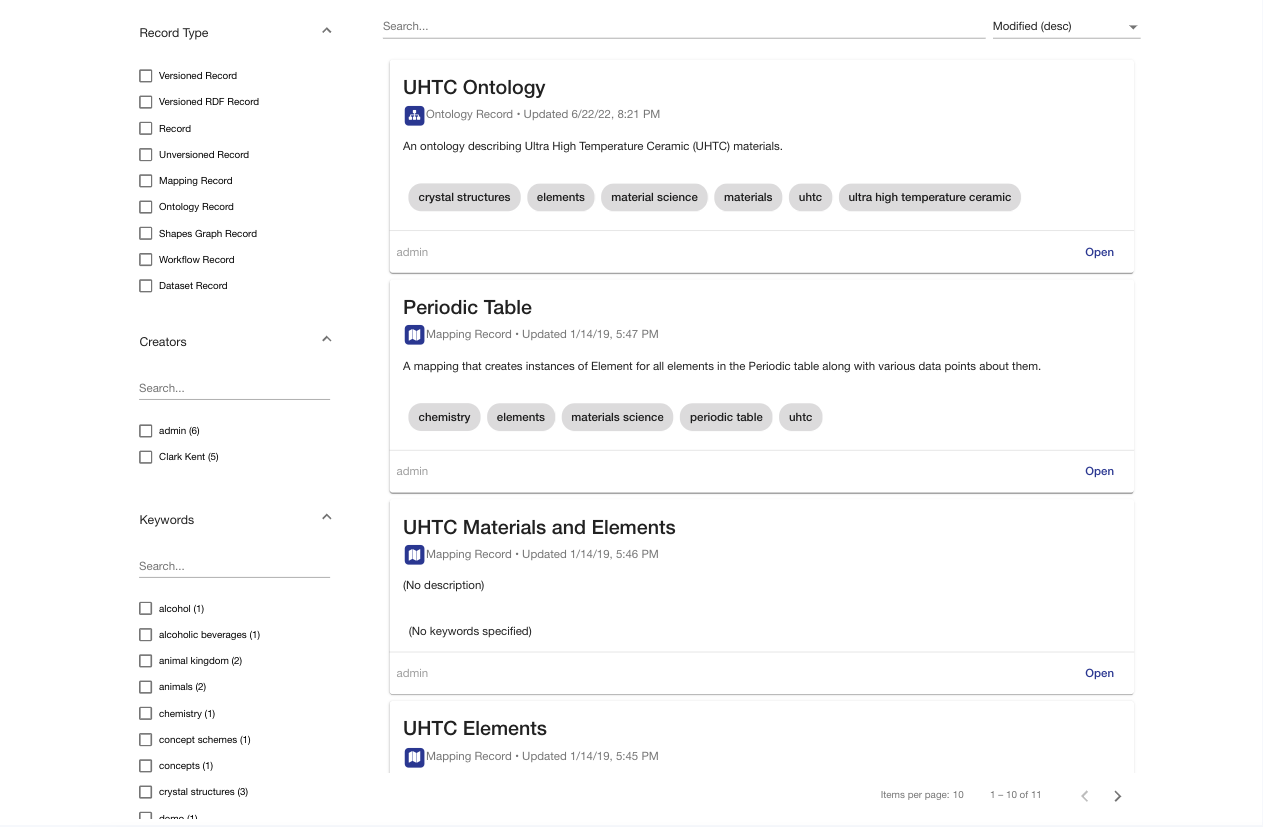 Record Type
Versioned Record
Versioned RDF Record
Record
Unversioned Record
Mapping Record
Ontology Record
Shapes Graph Record
Workflow Record
Dataset Record
Creators
Search...
admin (6)
Clark Kent (5)
Keywords
Search...
alcohol (1)
alcoholic beverages (1)
animal kingdom (2)
animals (2)
chemistry (1)
concept schemes (1)
concepts (1)
crystal structures (3)
demo (1)
Search... Modified (desc)
UHTC Ontology
Ontology Record • Updated 6/22/22, 8:21 PM
An ontology describing Ultra High Temperature Ceramic (UHTC) materials.
crystal structures elements material science materials uhtc ultra high temperature ceramic
admin Open
Periodic Table
Mapping Record • Updated 1/14/19, 5:47 PM
A mapping that creates instances of Element for all elements in the Periodic table along with various data points about them.
chemistry elements materials science periodic table uhtc
admin Open
UHTC Materials and Elements
Mapping Record • Updated 1/14/19, 5:46 PM
(No description)
(No keywords specified)
admin Open
UHTC Elements
Mapping Record • Updated 1/14/19, 5:45 PM
Items per page: 10 1 – 10 of 11